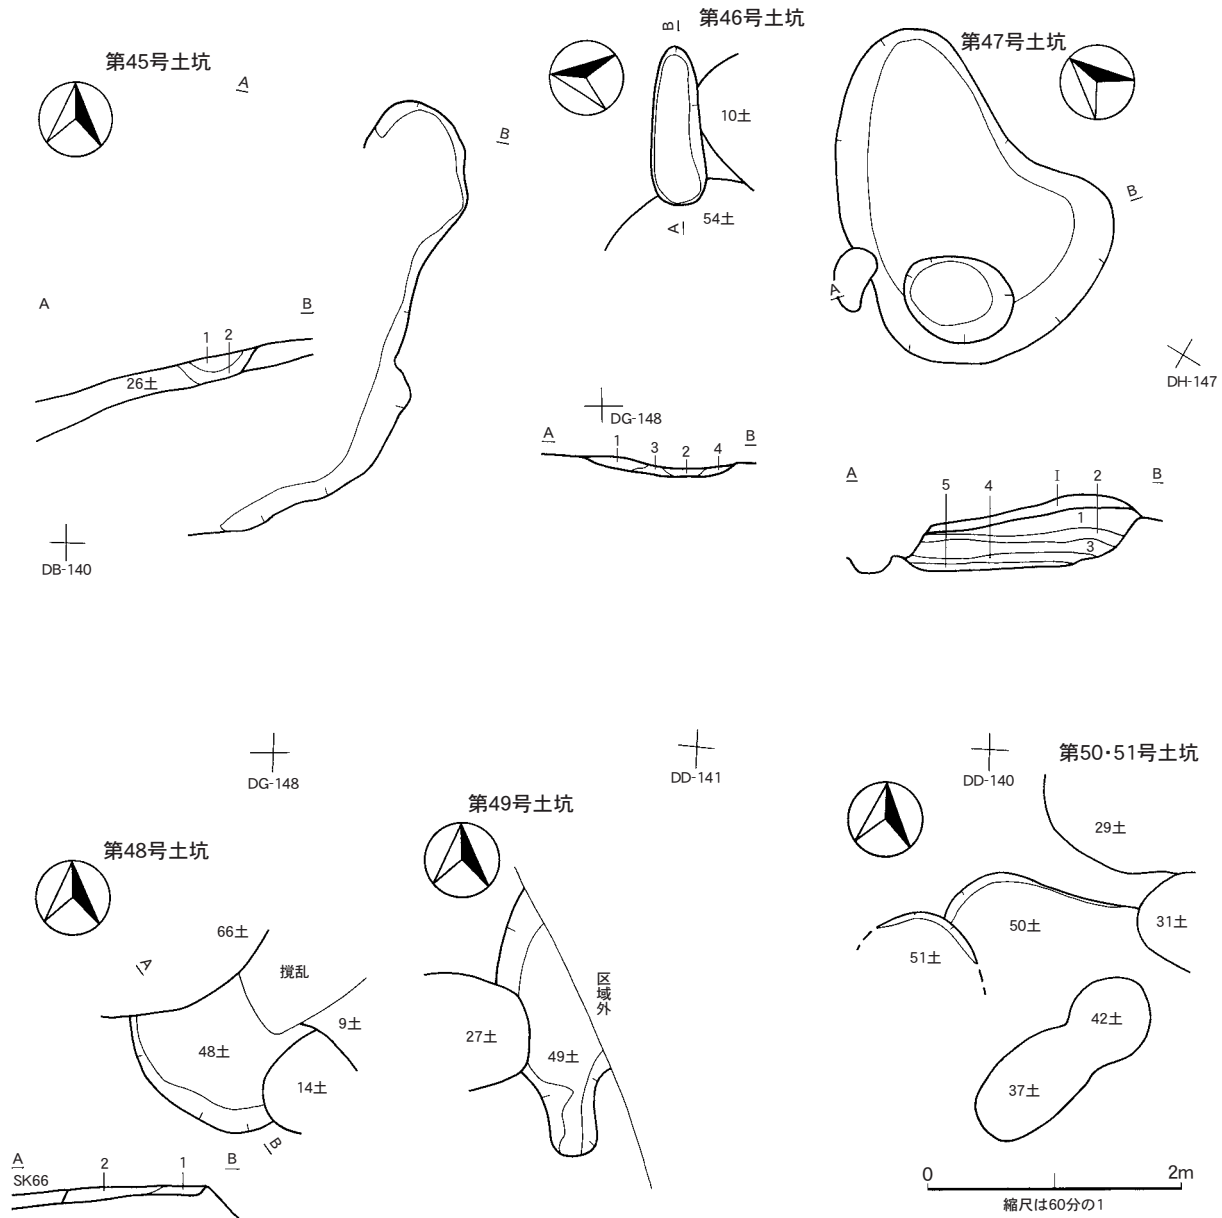 第45号土坑
A
B
A
B
1
2
26土
DB-140
第46号土坑
B
10土
A
54土
DG-148
A
B
1
3
2
4
第47号土坑
B
A
DH-147
A
B
5
4
I
2
1
3
DG-148
第48号土坑
66土
A
撹乱
9土
48土
14土
B
A
B
SK66
2
1
DD-141
第49号土坑
区域外
27土
49土
DD-140
第50・51号土坑
29土
50土
31土
51土
42土
37土
0
2m
縮尺は60分の1